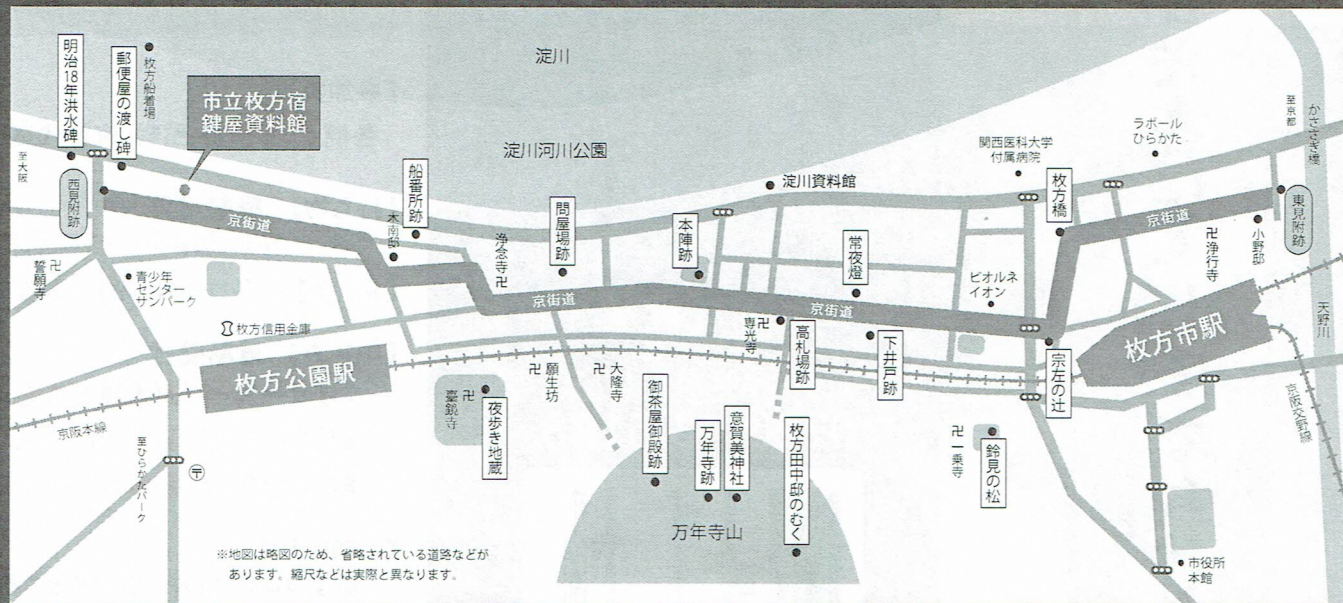 淀川
淀川河川公園
明治18年洪水碑
郵便屋の渡し碑
枚方船着場
市立枚方宿
鍵屋資料館
至大阪
西見附跡
京街道
木南邸
船番所跡
浄念寺
問屋場跡
本陣跡
淀川資料館
常夜燈
関西医科大学
付属病院
ラポール
ひらかた
枚方橋
至京都
かささぎ橋
東見附跡
小野邸
卍浄行寺
ビオルネ
イオン
京街道
京街道
京街道
誓願寺
青少年
センター
サンパーク
枚方信用金庫
枚方公園駅
京阪本線
至ひらかたパーク
〒
卍臺鏡寺
夜歩き地蔵
卍願生坊
卍大隆寺
卍専光寺
高札場跡
下井戸跡
宗左の辻
枚方市駅
天野川
京阪交野線
御茶屋御殿跡
万年寺跡
意賀美神社
枚方田中邸のむく
万年寺山
卍一乗寺
鈴見の松
市役所
本館
※地図は略図のため、省略されている道路などが
あります。縮尺などは実際と異なります。